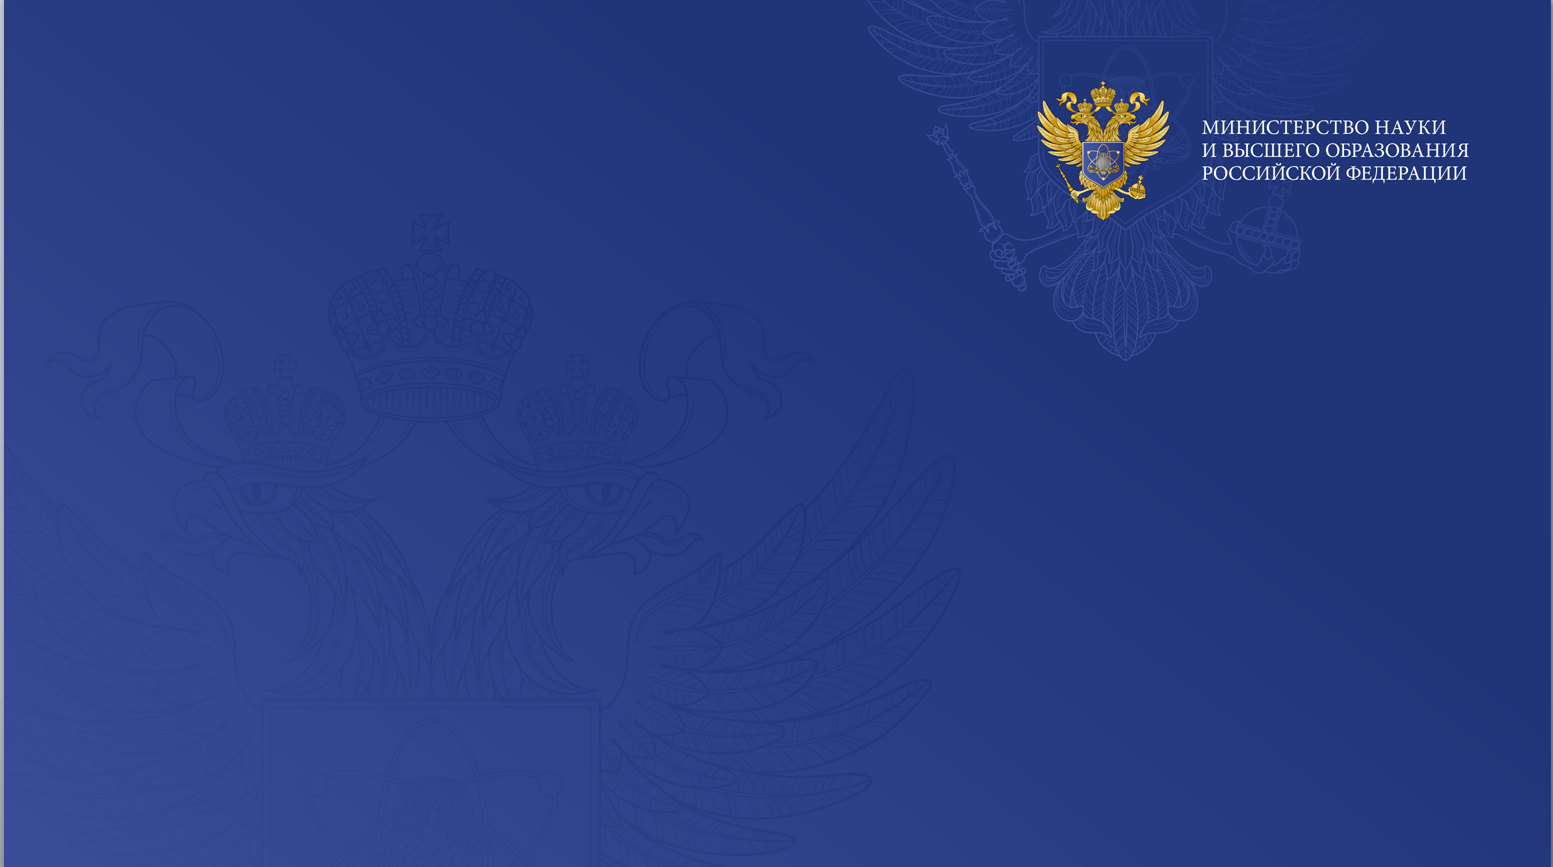 МИНИСТЕРСТВО НАУКИ
И ВЫСШЕГО ОБРАЗОВАНИЯ
РОССИЙСКОЙ ФЕДЕРАЦИИ